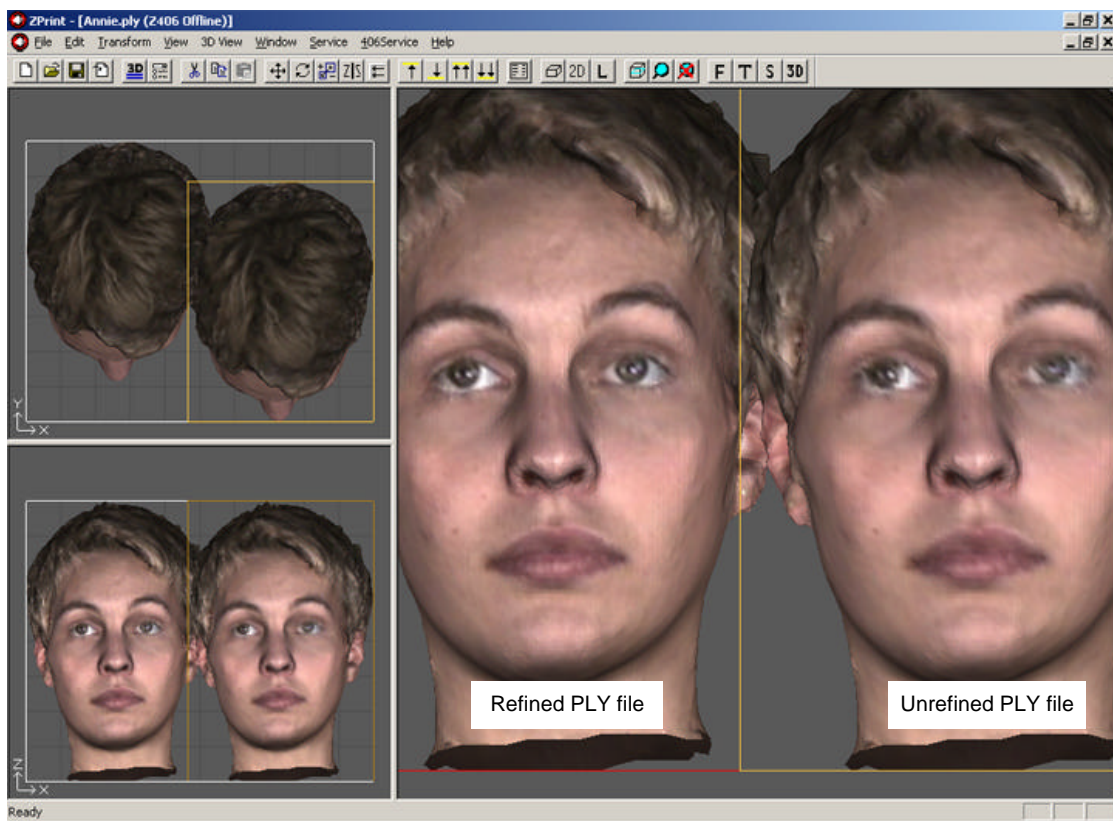 ZPrint - [Annie.ply (Z406 Offline)]
File Edit Transform View 3D View Window Service 406Service Help
3D Z|S 2D L F T S 3D
Y
X
Z
X
Refined PLY file
Unrefined PLY file
Ready